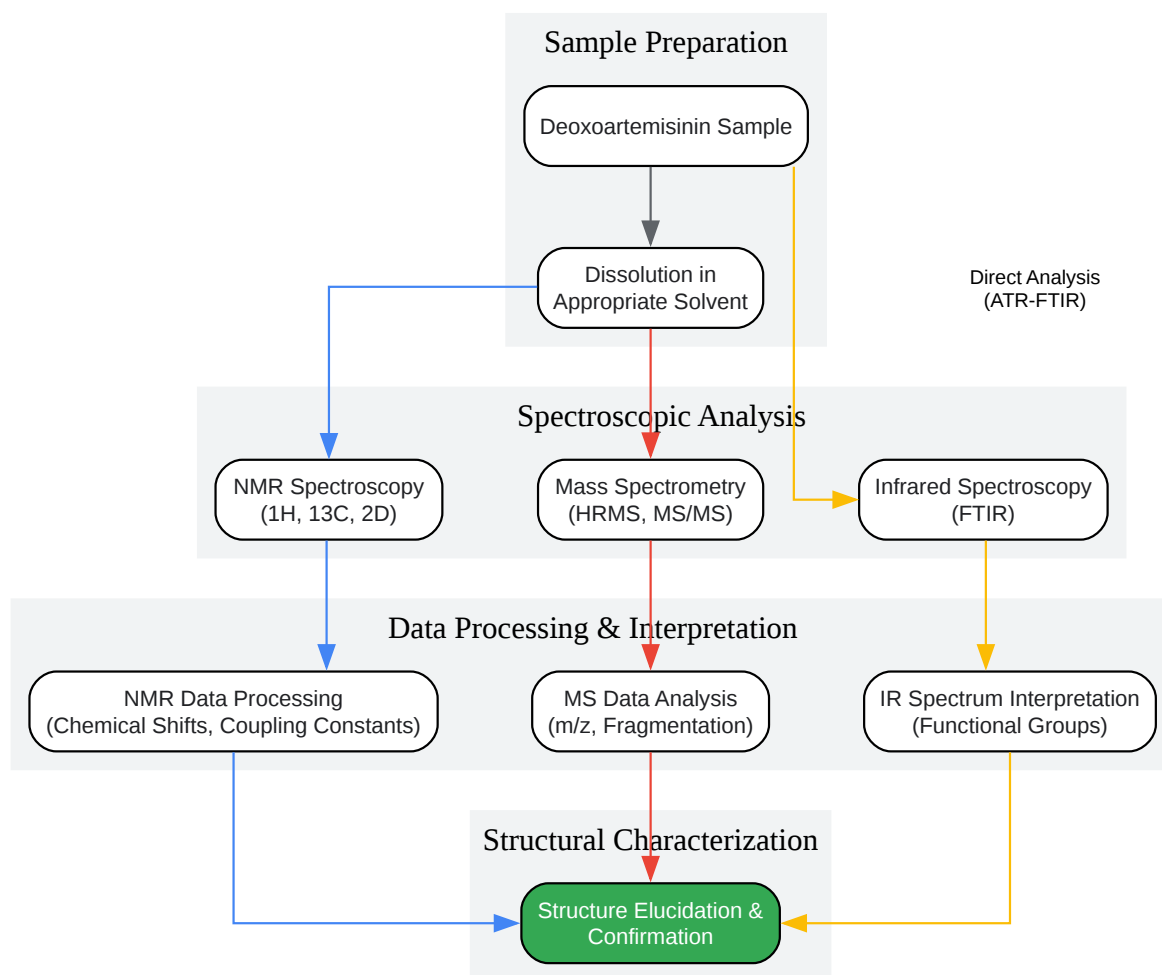 Sample Preparation
Deoxoartemisinin Sample
Dissolution in
Appropriate Solvent
Direct Analysis
(ATR-FTIR)
Spectroscopic Analysis
NMR Spectroscopy
(1H, 13C, 2D)
Mass Spectrometry
(HRMS, MS/MS)
Infrared Spectroscopy
(FTIR)
Data Processing & Interpretation
NMR Data Processing
(Chemical Shifts, Coupling Constants)
MS Data Analysis
(m/z, Fragmentation)
IR Spectrum Interpretation
(Functional Groups)
Structural Characterization
Structure Elucidation &
Confirmation